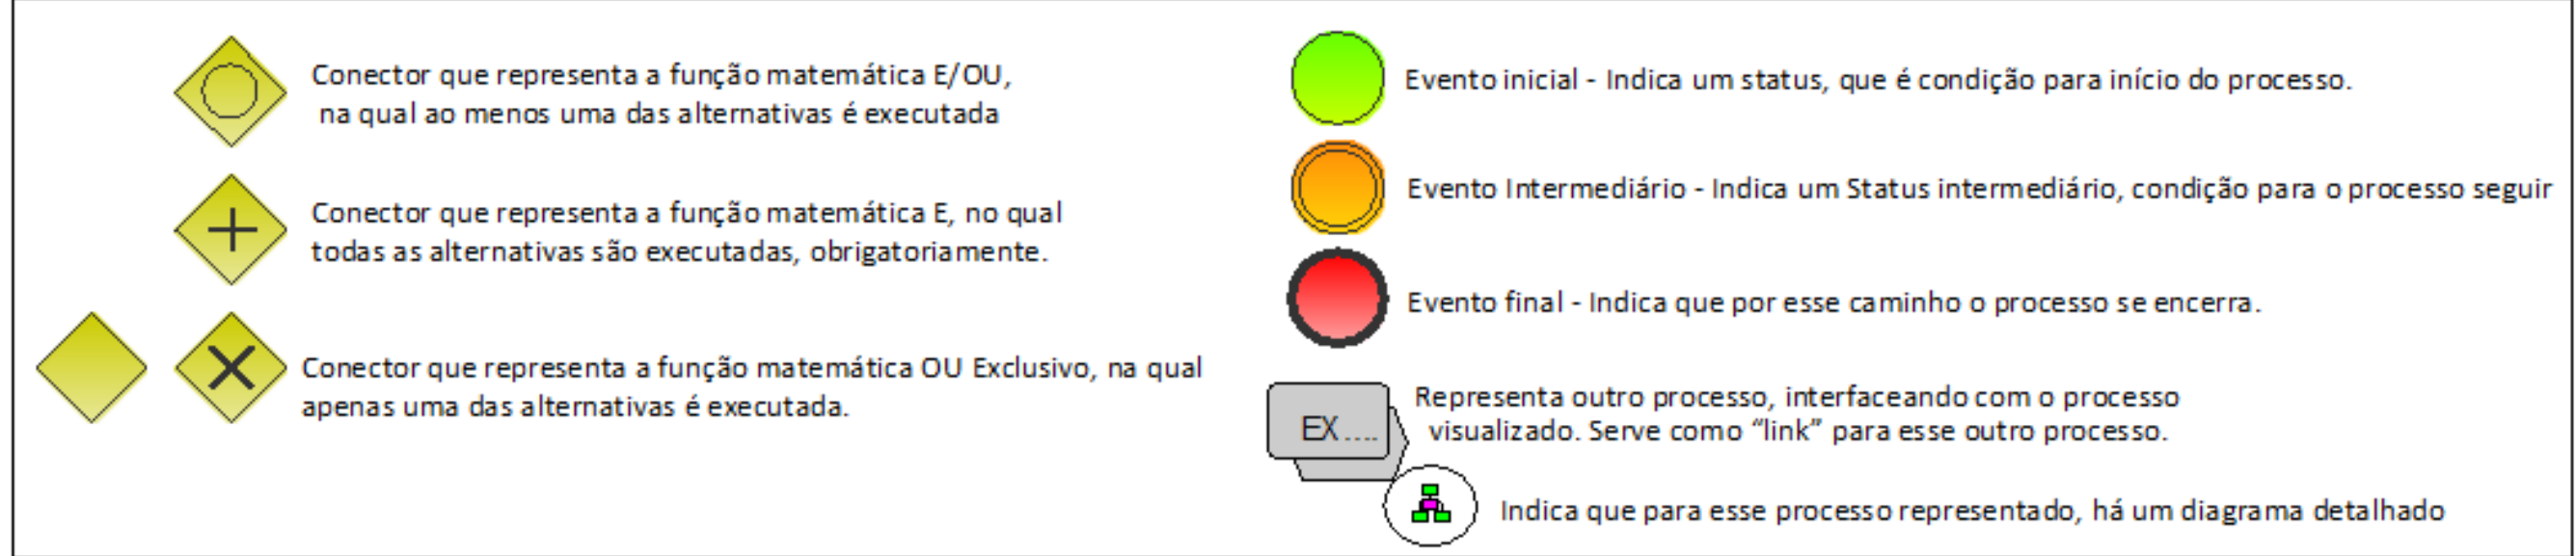 Conector que representa a função matemática E/OU,
na qual ao menos uma das alternativas é executada
Conector que representa a função matemática E, no qual
todas as alternativas são executadas, obrigatoriamente.
Conector que representa a função matemática OU Exclusivo, na qual
apenas uma das alternativas é executada.
Evento inicial - Indica um status, que é condição para início do processo.
Evento Intermediário - Indica um Status intermediário, condição para o processo seguir
Evento final - Indica que por esse caminho o processo se encerra.
EX....
Representa outro processo, interfaceando com o processo
visualizado. Serve como “link” para esse outro processo.
Indica que para esse processo representado, há um diagrama detalhado